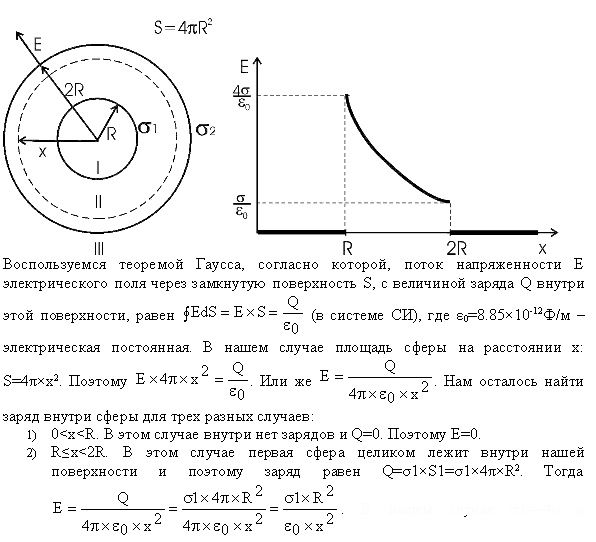 S=4πR²
E
2R
R
σ1
σ2
x
I
II
III
E
4σ
ε0
σ
ε0
R
2R
x
Воспользуемся теоремой Гаусса, согласно которой, поток напряженности E
электрического поля через замкнутую поверхность S, с величиной заряда Q внутри
этой поверхности, равен ∮EdS=E×S=Q/ε0 (в системе СИ), где ε0=8.85×10⁻¹²Ф/м –
электрическая постоянная. В нашем случае площадь сферы на расстоянии x:
S=4π×x². Поэтому E×4π×x²=Q/ε0. Или же E=Q/(4π×ε0×x²). Нам осталось найти
заряд внутри сферы для трех разных случаев:
1) 0<x<R. В этом случае внутри нет зарядов и Q=0. Поэтому E=0.
2) R≤x<2R. В этом случае первая сфера целиком лежит внутри нашей
поверхности и поэтому заряд равен Q=σ1×S1=σ1×4π×R². Тогда
E=Q/(4π×ε0×x²)=(σ1×4π×R²)/(4π×ε0×x²)=(σ1×R²)/(ε0×x²).